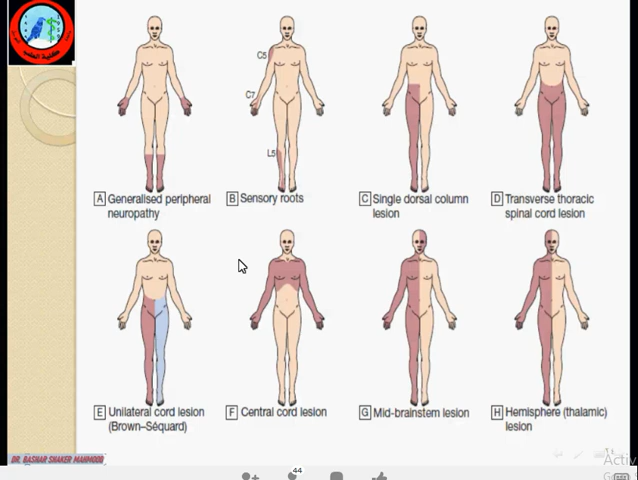 C5
C7
L5
A Generalised peripheral
neuropathy
B Sensory roots
C Single dorsal column
lesion
D Transverse thoracic
spinal cord lesion
E Unilateral cord lesion
(Brown–Séquard)
F Central cord lesion
G Mid-brainstem lesion
H Hemisphere (thalamic)
lesion
DR. BASHAR SHAKER MAHMOOD
Activ
44